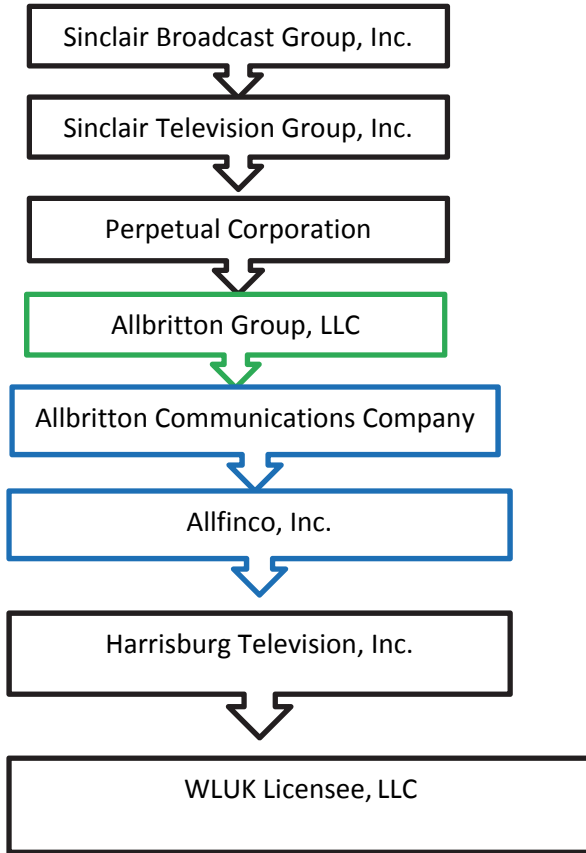 Sinclair Broadcast Group, Inc.
Sinclair Television Group, Inc.
Perpetual Corporation
Allbritton Group, LLC
Allbritton Communications Company
Allfinco, Inc.
Harrisburg Television, Inc.
WLUK Licensee, LLC